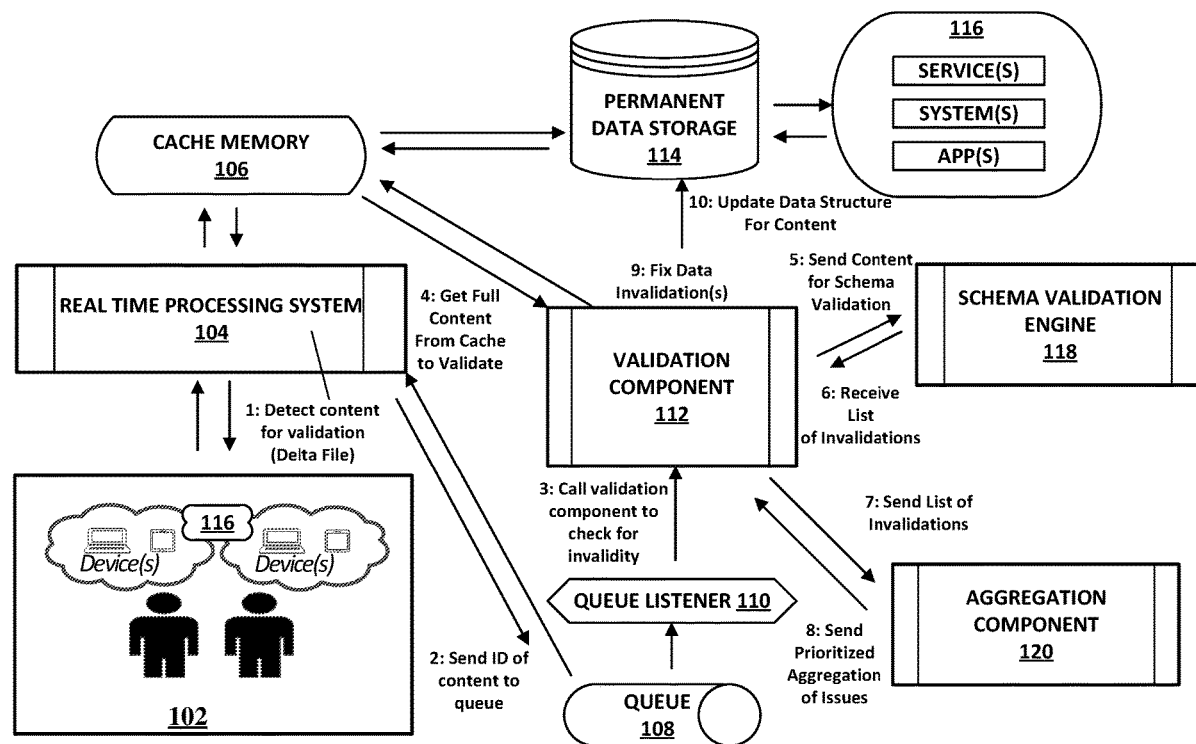 116
SERVICE(S)
SYSTEM(S)
APP(S)
PERMANENT
DATA STORAGE
114
CACHE MEMORY
106
10: Update Data Structure
For Content
REAL TIME PROCESSING SYSTEM
104
4: Get Full
Content
From Cache
to Validate
9: Fix Data
Invalidation(s)
5: Send Content
for Schema
Validation
SCHEMA VALIDATION
ENGINE
118
VALIDATION
COMPONENT
112
6: Receive
List
of Invalidations
1: Detect content
for validation
(Delta File)
3: Call validation
component to
check for
invalidity
7: Send List of
Invalidations
116
Device(s)
Device(s)
QUEUE LISTENER 110
AGGREGATION
COMPONENT
120
2: Send ID of
content to
queue
8: Send
Prioritized
Aggregation
of Issues
QUEUE
108
102